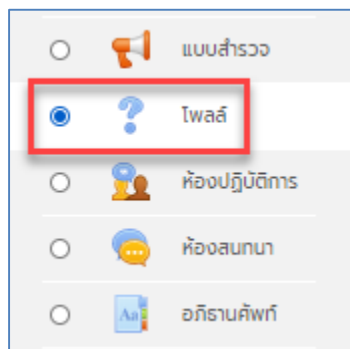 แบบสำรวจ
โพลล์
ห้องปฏิบัติการ
ห้องสนทนา
อภิธานศัพท์